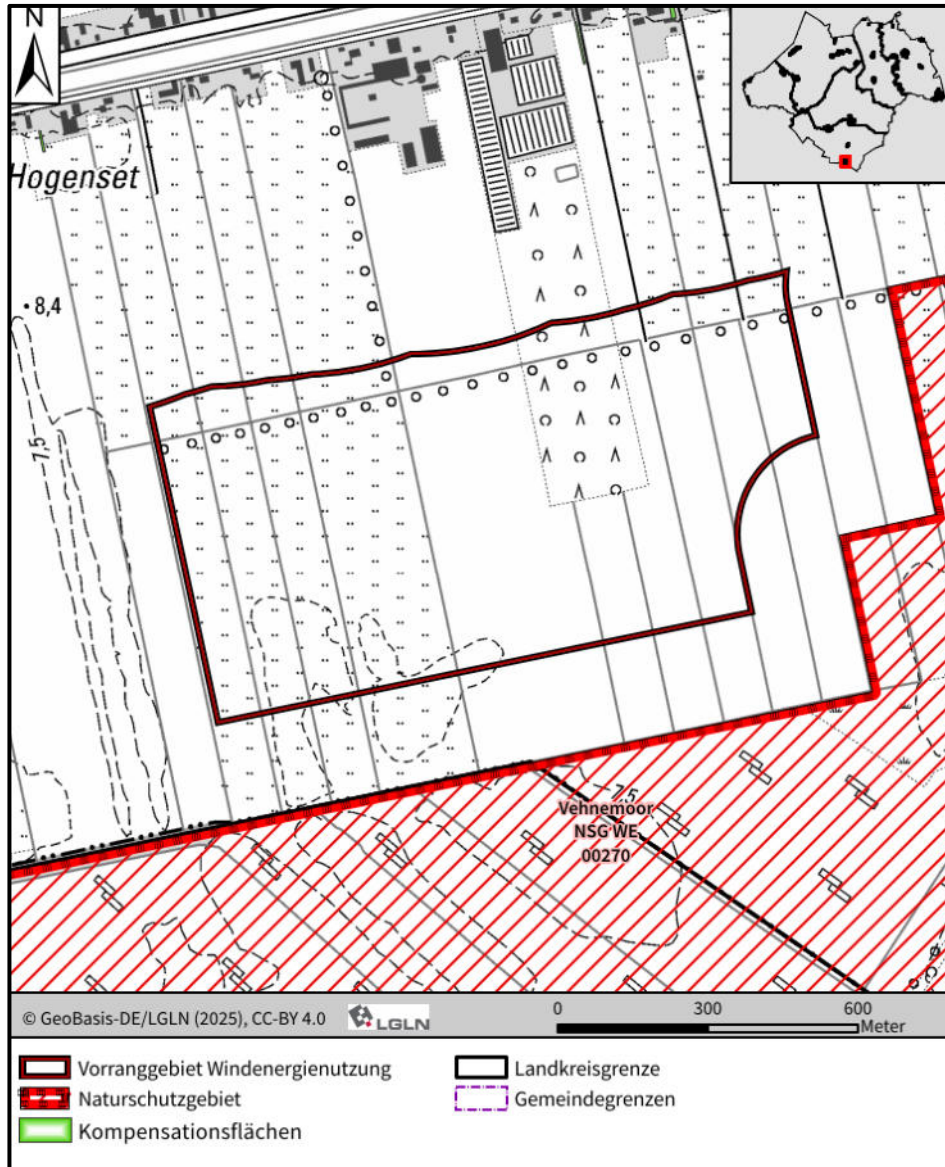 N
Hogenset
8,4
7,5
7,5
Vehnemoor
NSG WE
00270
© GeoBasis-DE/LGLN (2025), CC-BY 4.0
LGLN
0 300 600
Meter
Vorranggebiet Windenergienutzung
Naturschutzgebiet
Kompensationsflächen
Landkreisgrenze
Gemeindegrenzen